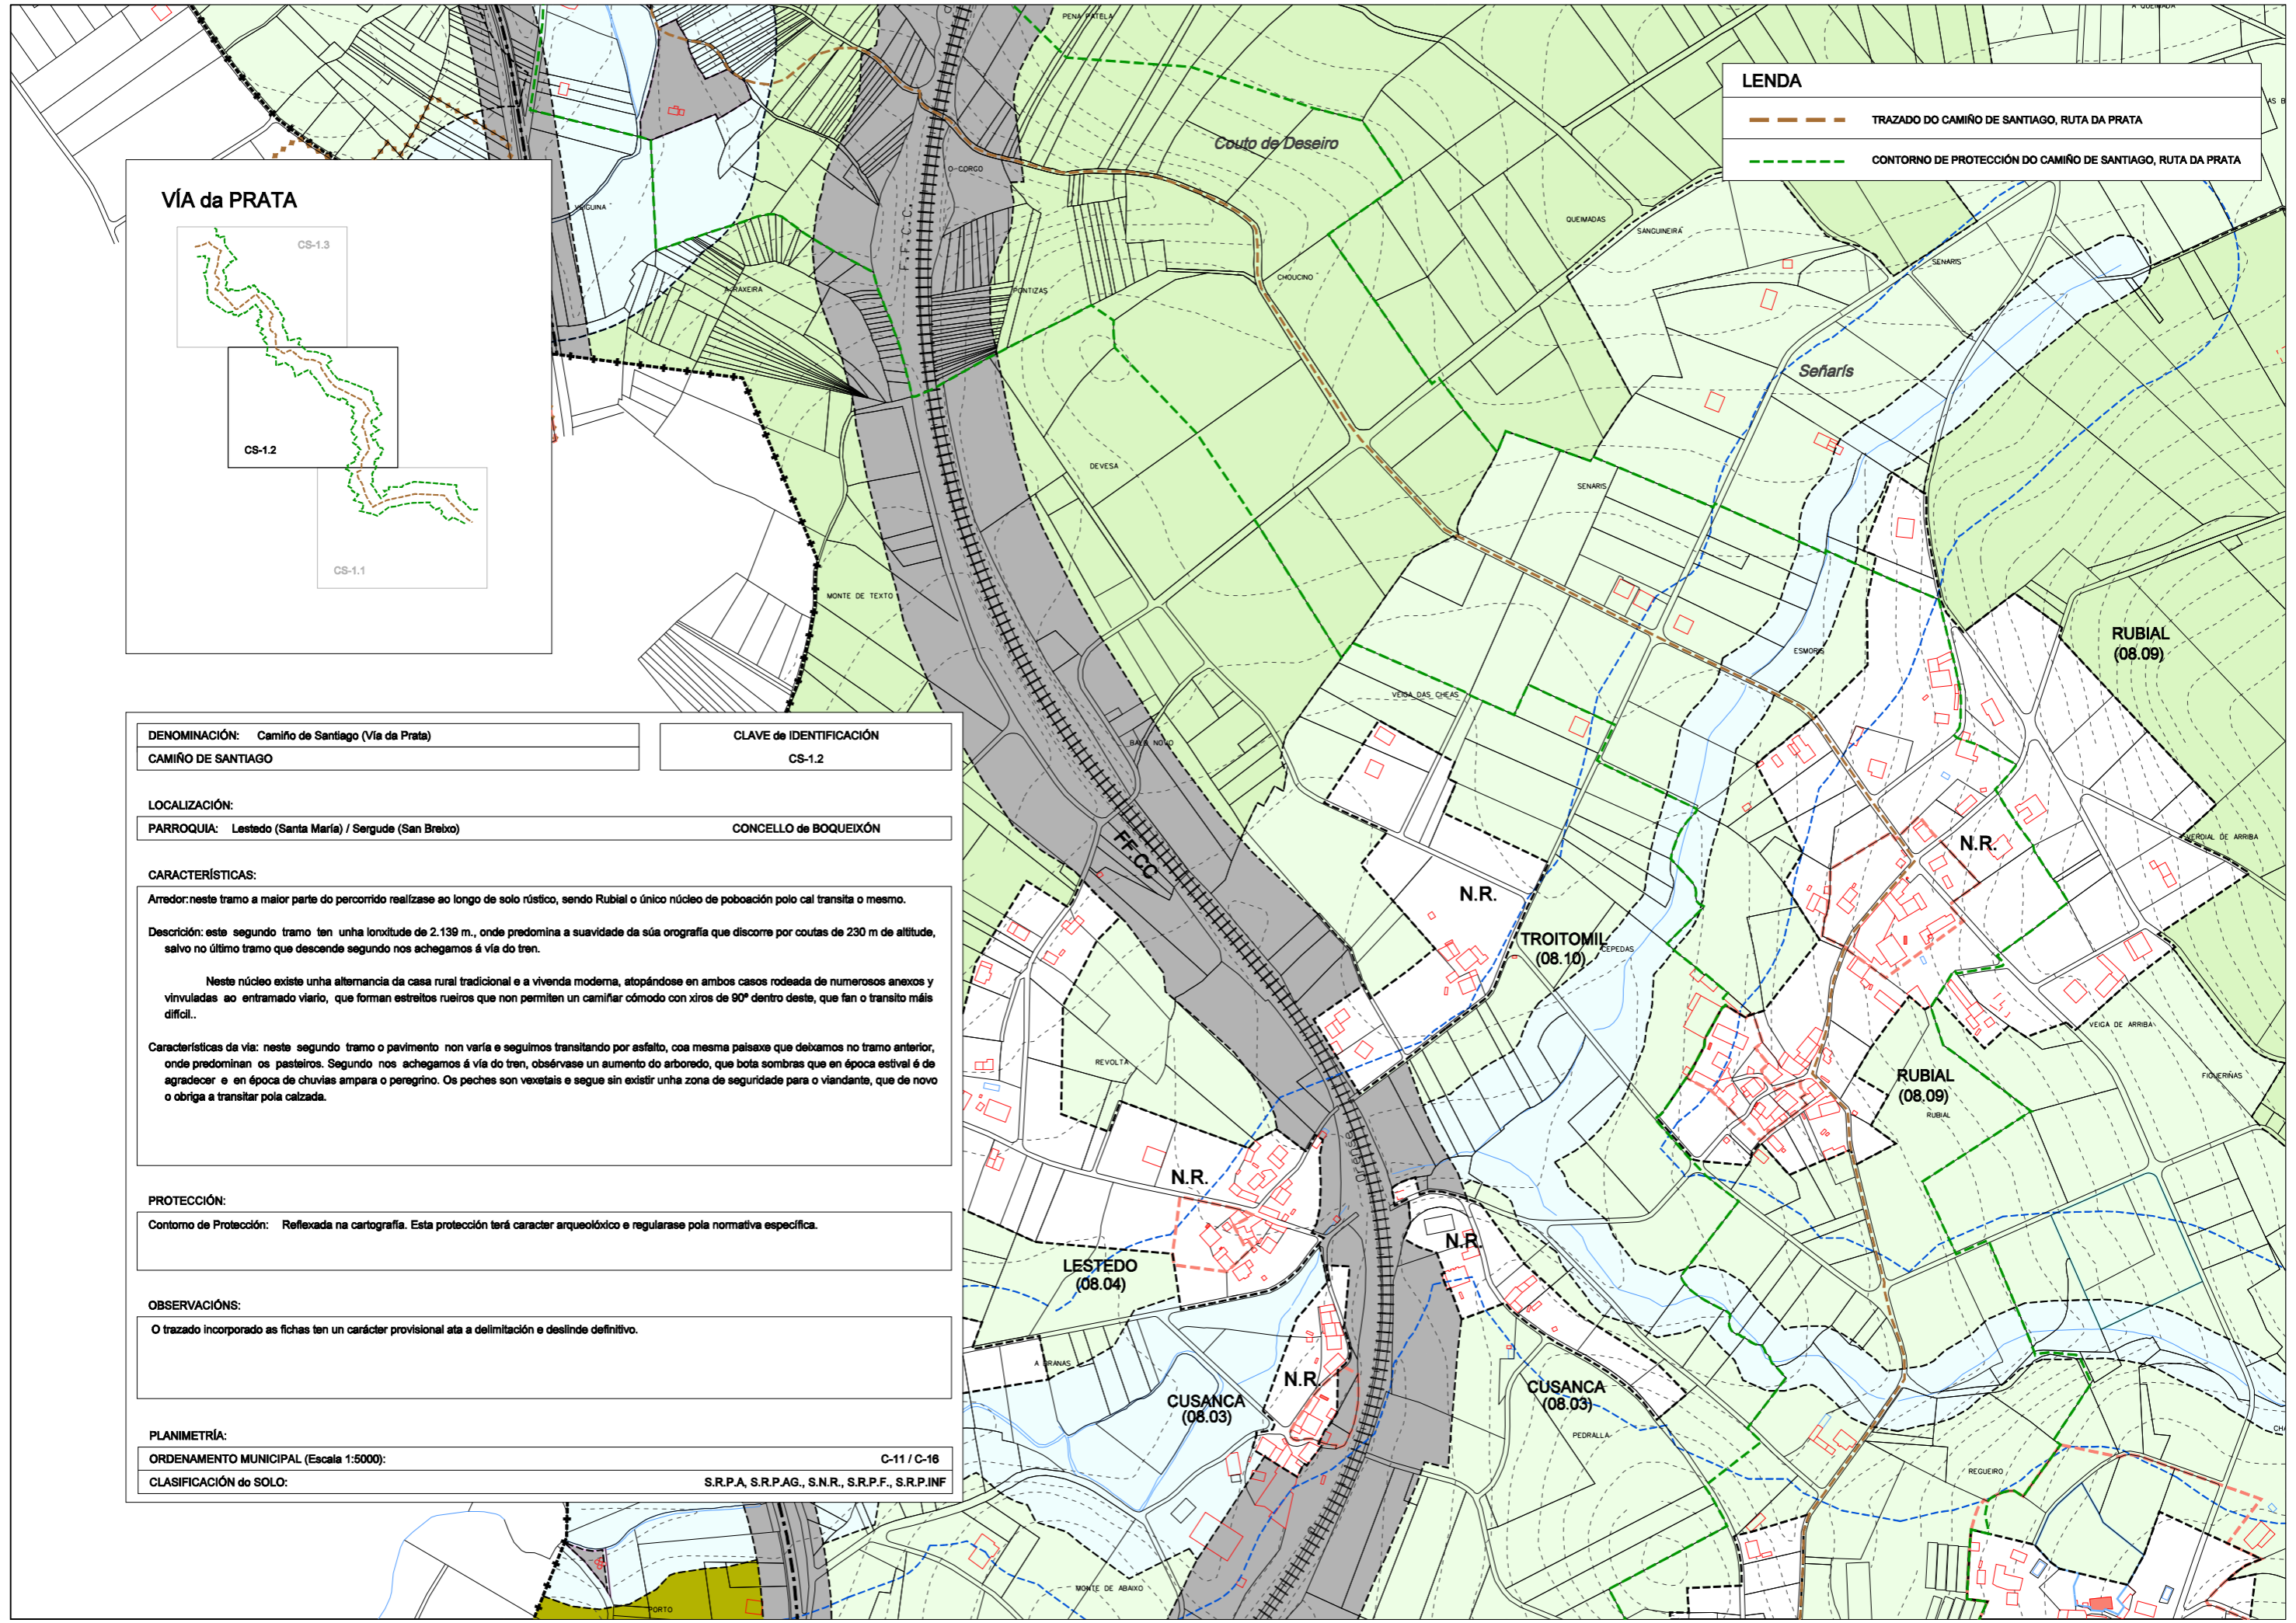 PENA PATELA
A QUEIMADA
LENDA
TRAZADO DO CAMIÑO DE SANTIAGO, RUTA DA PRATA
CONTORNO DE PROTECCIÓN DO CAMIÑO DE SANTIAGO, RUTA DA PRATA
AS B
Couto de Deseiro
O-CORGO
VÍA da PRATA
CS-1.3
CS-1.2
CS-1.1
FF.CC.
QUEIMADAS
SANGUINEIRA
SENARIS
CHOUCINO
A RAXEIRA
PONTIZAS
Señarís
DEVESA
SENARIS
MONTE DE TEXTO
ESMORIS
RUBIAL
(08.09)
VEIGA DAS CHEAS
BALO NOVO
DENOMINACIÓN: Camiño de Santiago (Vía da Prata)
CAMIÑO DE SANTIAGO
CLAVE de IDENTIFICACIÓN
CS-1.2
LOCALIZACIÓN:
PARROQUIA: Lestedo (Santa María) / Sergude (San Breixo)
CONCELLO de BOQUEIXÓN
CARACTERÍSTICAS:
Arredor: neste tramo a maior parte do percorrido realízase ao longo de solo rústico, sendo Rubial o único núcleo de poboación polo cal transita o mesmo.
Descrición: este segundo tramo ten unha lonxitude de 2.139 m., onde predomina a suavidade da súa orografía que discorre por coutas de 230 m de altitude,
salvo no último tramo que descende segundo nos achegamos á vía do tren.
Neste núcleo existe unha alternancia da casa rural tradicional e a vivenda moderna, atopándose en ambos casos rodeada de numerosos anexos y
vinvuladas ao entramado viario, que forman estreitos rueiros que non permiten un camiñar cómodo con xiros de 90º dentro deste, que fan o transito máis
difícil..
Características da via: neste segundo tramo o pavimento non varía e seguimos transitando por asfalto, coa mesma paisaxe que deixamos no tramo anterior,
onde predominan os pasteiros. Segundo nos achegamos á vía do tren, obsérvase un aumento do arboredo, que bota sombras que en época estival é de
agradecer e en época de chuvias ampara o peregrino. Os peches son vexetais e segue sin existir unha zona de seguridade para o viandante, que de novo
o obriga a transitar pola calzada.
PROTECCIÓN:
Contorno de Protección: Reflexada na cartografía. Esta protección terá caracter arqueolóxico e regularase pola normativa específica.
OBSERVACIÓNS:
O trazado incorporado as fichas ten un carácter provisional ata a delimitación e deslinde definitivo.
PLANIMETRÍA:
ORDENAMENTO MUNICIPAL (Escala 1:5000):
C-11 / C-16
CLASIFICACIÓN do SOLO:
S.R.P.A, S.R.P.AG., S.N.R., S.R.P.F., S.R.P.INF
FF.CC
N.R.
VERDIAL DE ARRIBA
N.R.
TROITOMIL
(08.10)
CEPEDAS
VEIGA DE ARRIBA
REVOLTA
RUBIAL
(08.09)
RUBIAL
FIGUERIÑAS
Orense
N.R.
N.R.
LESTEDO
(08.04)
N.R.
CUSANCA
(08.03)
CUSANCA
(08.03)
PEDRALLA
REGUEIRO
MONTE DE ABAIXO
PORTO